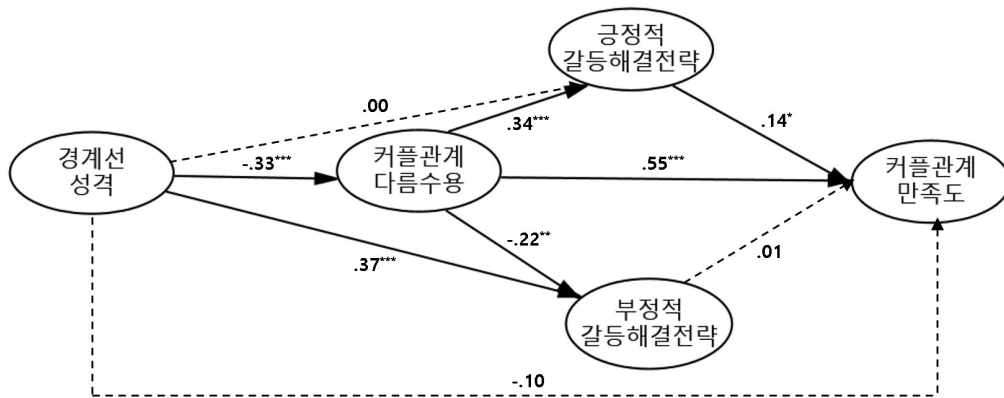 긍정적
갈등해결전략
.00
.34***
.14*
경계선
성격
-.33***
커플관계
다름수용
.55***
커플관계
만족도
.37***
-.22**
.01
부정적
갈등해결전략
-.10